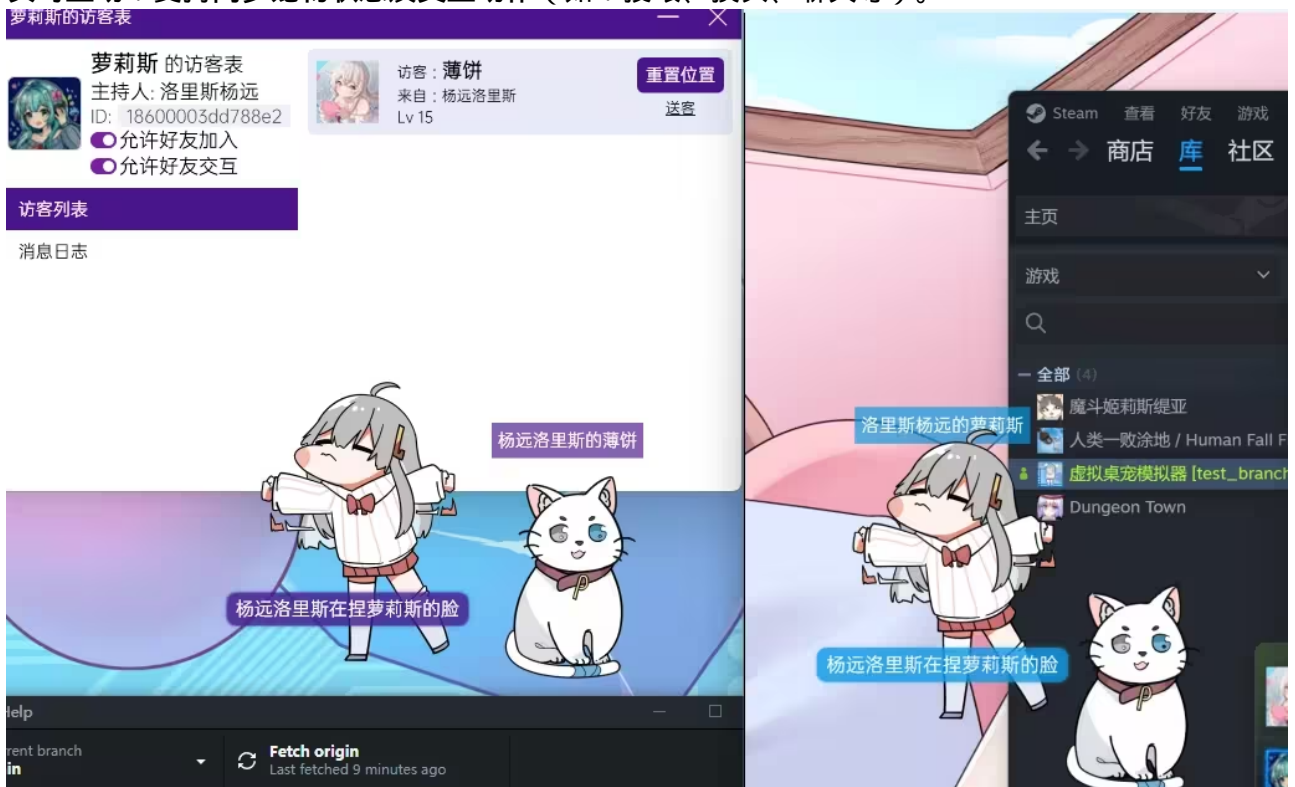 萝莉斯的访客表
萝莉斯 的访客表
主持人: 洛里斯杨远
ID: 18600003dd788e2
允许好友加入
允许好友交互
访客列表
消息日志
访客：薄饼
来自：杨远洛里斯
Lv 15
重置位置
送客
杨远洛里斯的薄饼
杨远洛里斯在捏萝莉斯的脸
Help
rent branch
in
Fetch origin
Last fetched 9 minutes ago
Steam 查看 好友 游戏
商店 库 社区
主页
游戏
全部 (4)
魔斗姬莉斯缇亚
人类一败涂地 / Human Fall F
虚拟桌宠模拟器 [test_branch
Dungeon Town
洛里斯杨远的萝莉斯
杨远洛里斯在捏萝莉斯的脸